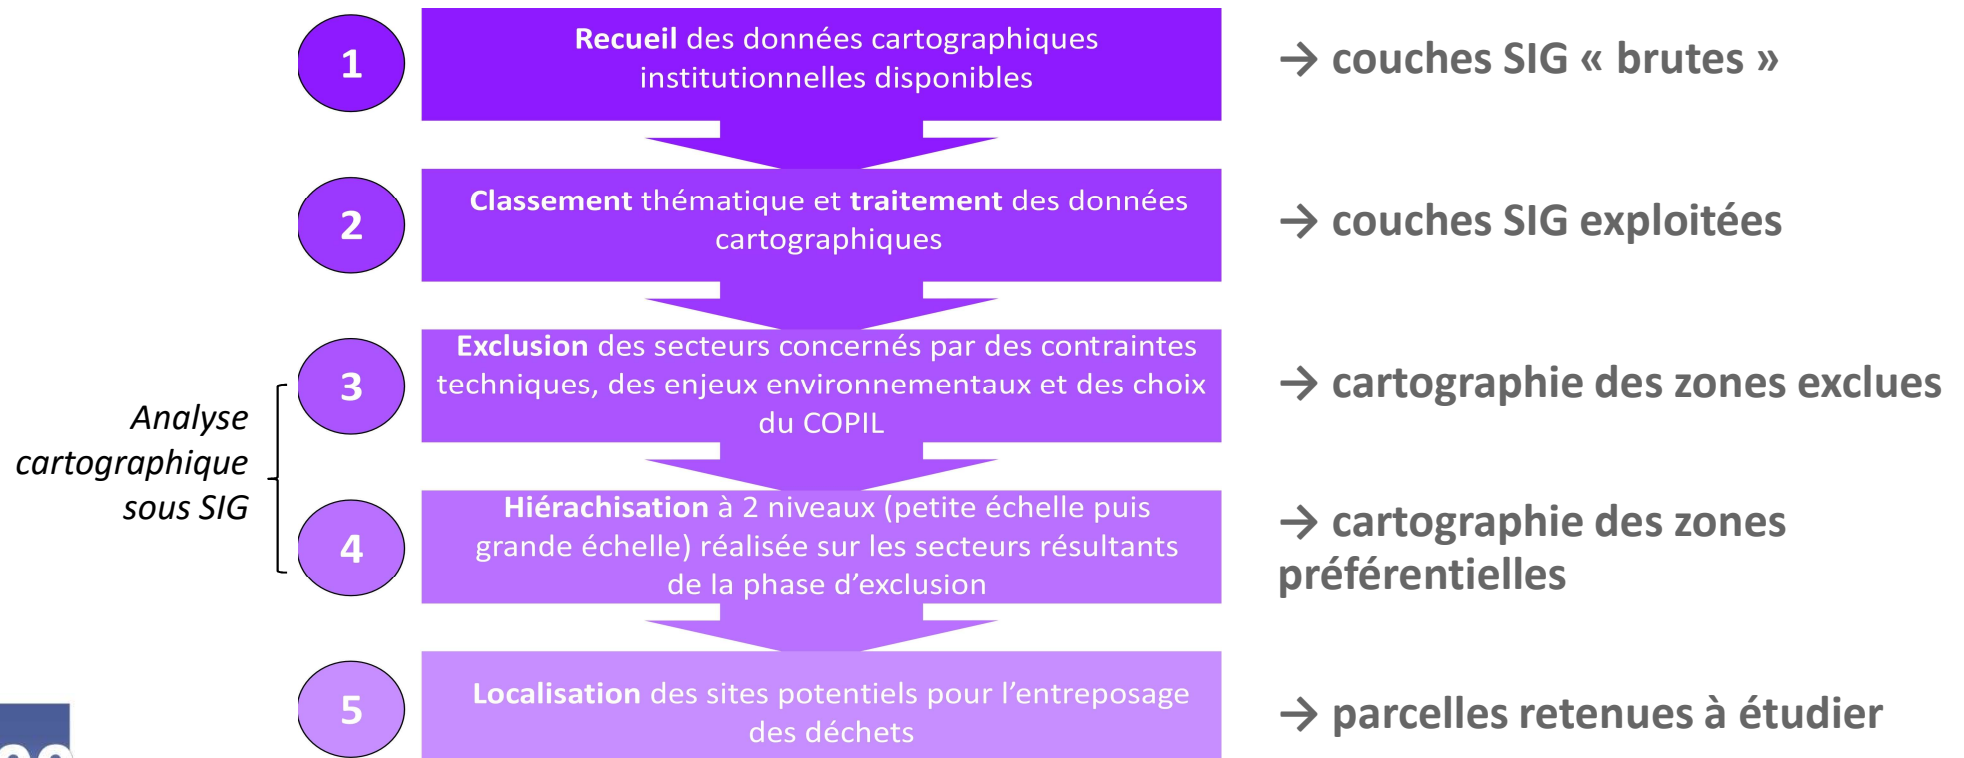 1
Recueil des données cartographiques
institutionnelles disponibles
→ couches SIG « brutes »
2
Classement thématique et traitement des données
cartographiques
→ couches SIG exploitées
3
Exclusion des secteurs concernés par des contraintes
techniques, des enjeux environnementaux et des choix
du COPIL
→ cartographie des zones exclues
Analyse
cartographique
sous SIG
4
Hiérachisation à 2 niveaux (petite échelle puis
grande échelle) réalisée sur les secteurs résultants
de la phase d’exclusion
→ cartographie des zones
préférentielles
5
Localisation des sites potentiels pour l’entreposage
des déchets
→ parcelles retenues à étudier